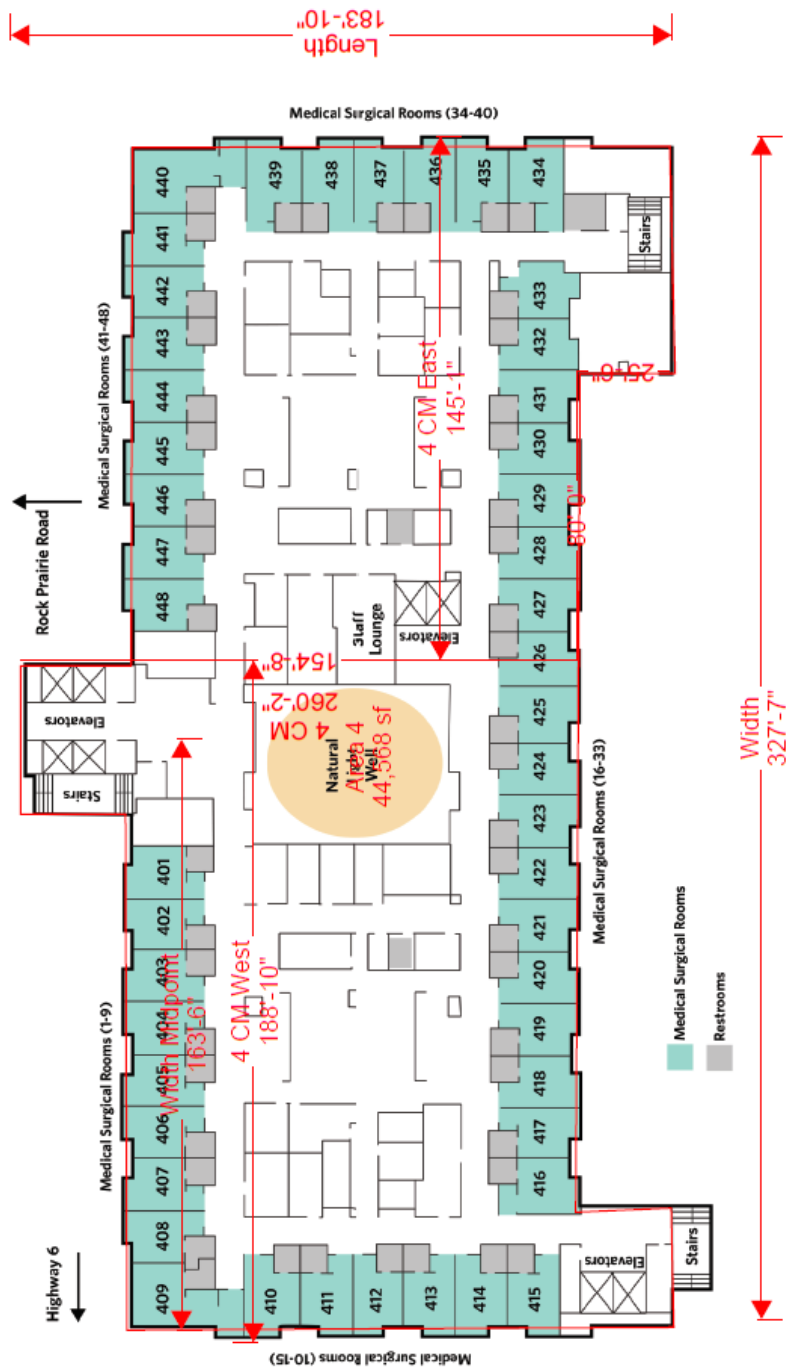 Length
183'-10"
Medical Surgical Rooms (34-40)
440
439
438
437
436
435
434
441
442
443
444
445
446
447
448
Medical Surgical Rooms (41-48)
Rock Prairie Road
Stairs
433
432
431
430
429
428
427
426
425
424
423
422
421
420
419
418
417
416
4 CM East
145'-1"
25'-6"
Staff
Lounge
Elevators
154'-8"
4 CM
260'-2"
Elevators
Stairs
Natural
Well
Area 4
44,568 sf
Width
327'-7"
Medical Surgical Rooms (16-33)
401
402
403
404
405
406
407
408
409
Medical Surgical Rooms (1-9)
Width Midpoint
163'-6"
4 CM West
188'-10"
Highway 6
410
411
412
413
414
415
Elevators
Stairs
Medical Surgical Rooms (10-15)
Medical Surgical Rooms
Restrooms